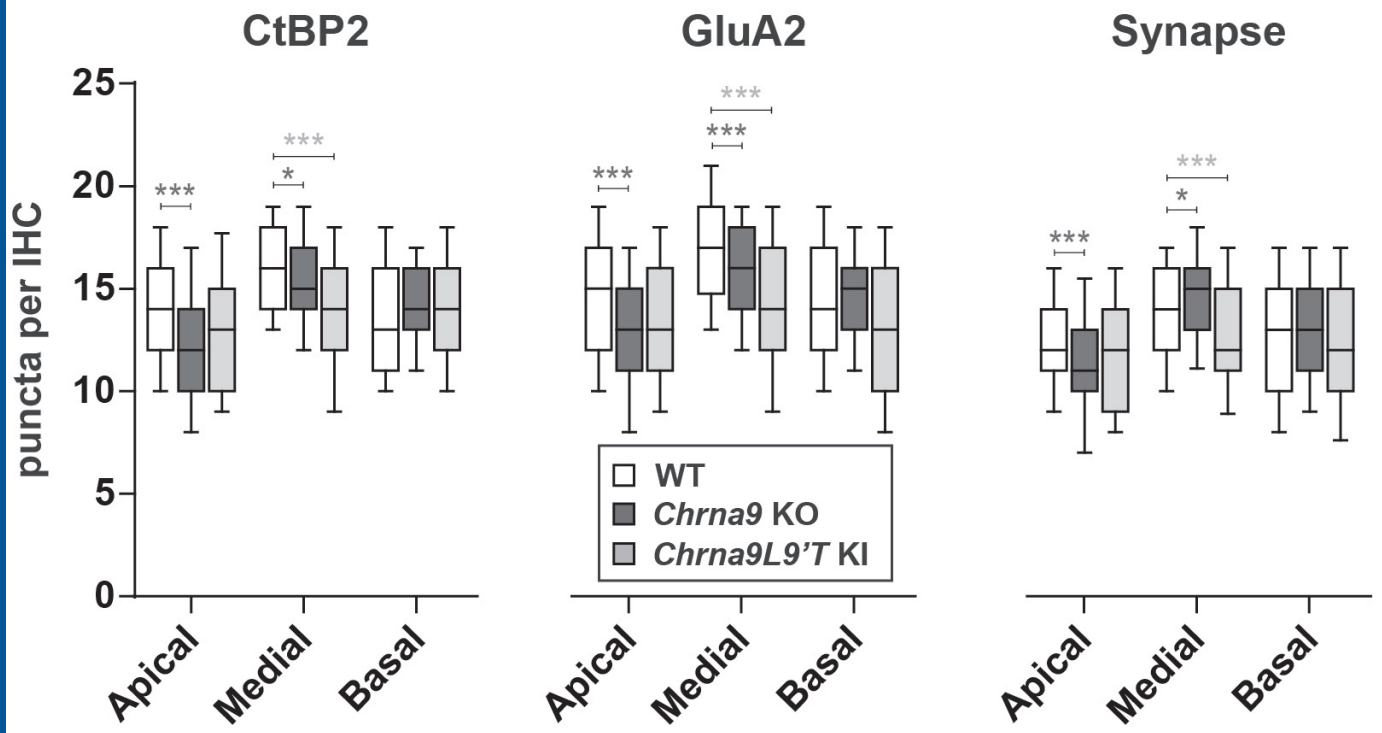 CtBP2 GluA2 Synapse
puncta per IHC
25
20
15
10
5
0
*** * *** *** *** *** *** * ***
WT
Chrna9 KO
Chrna9L9’T KI
Apical Medial Basal Apical Medial Basal Apical Medial Basal